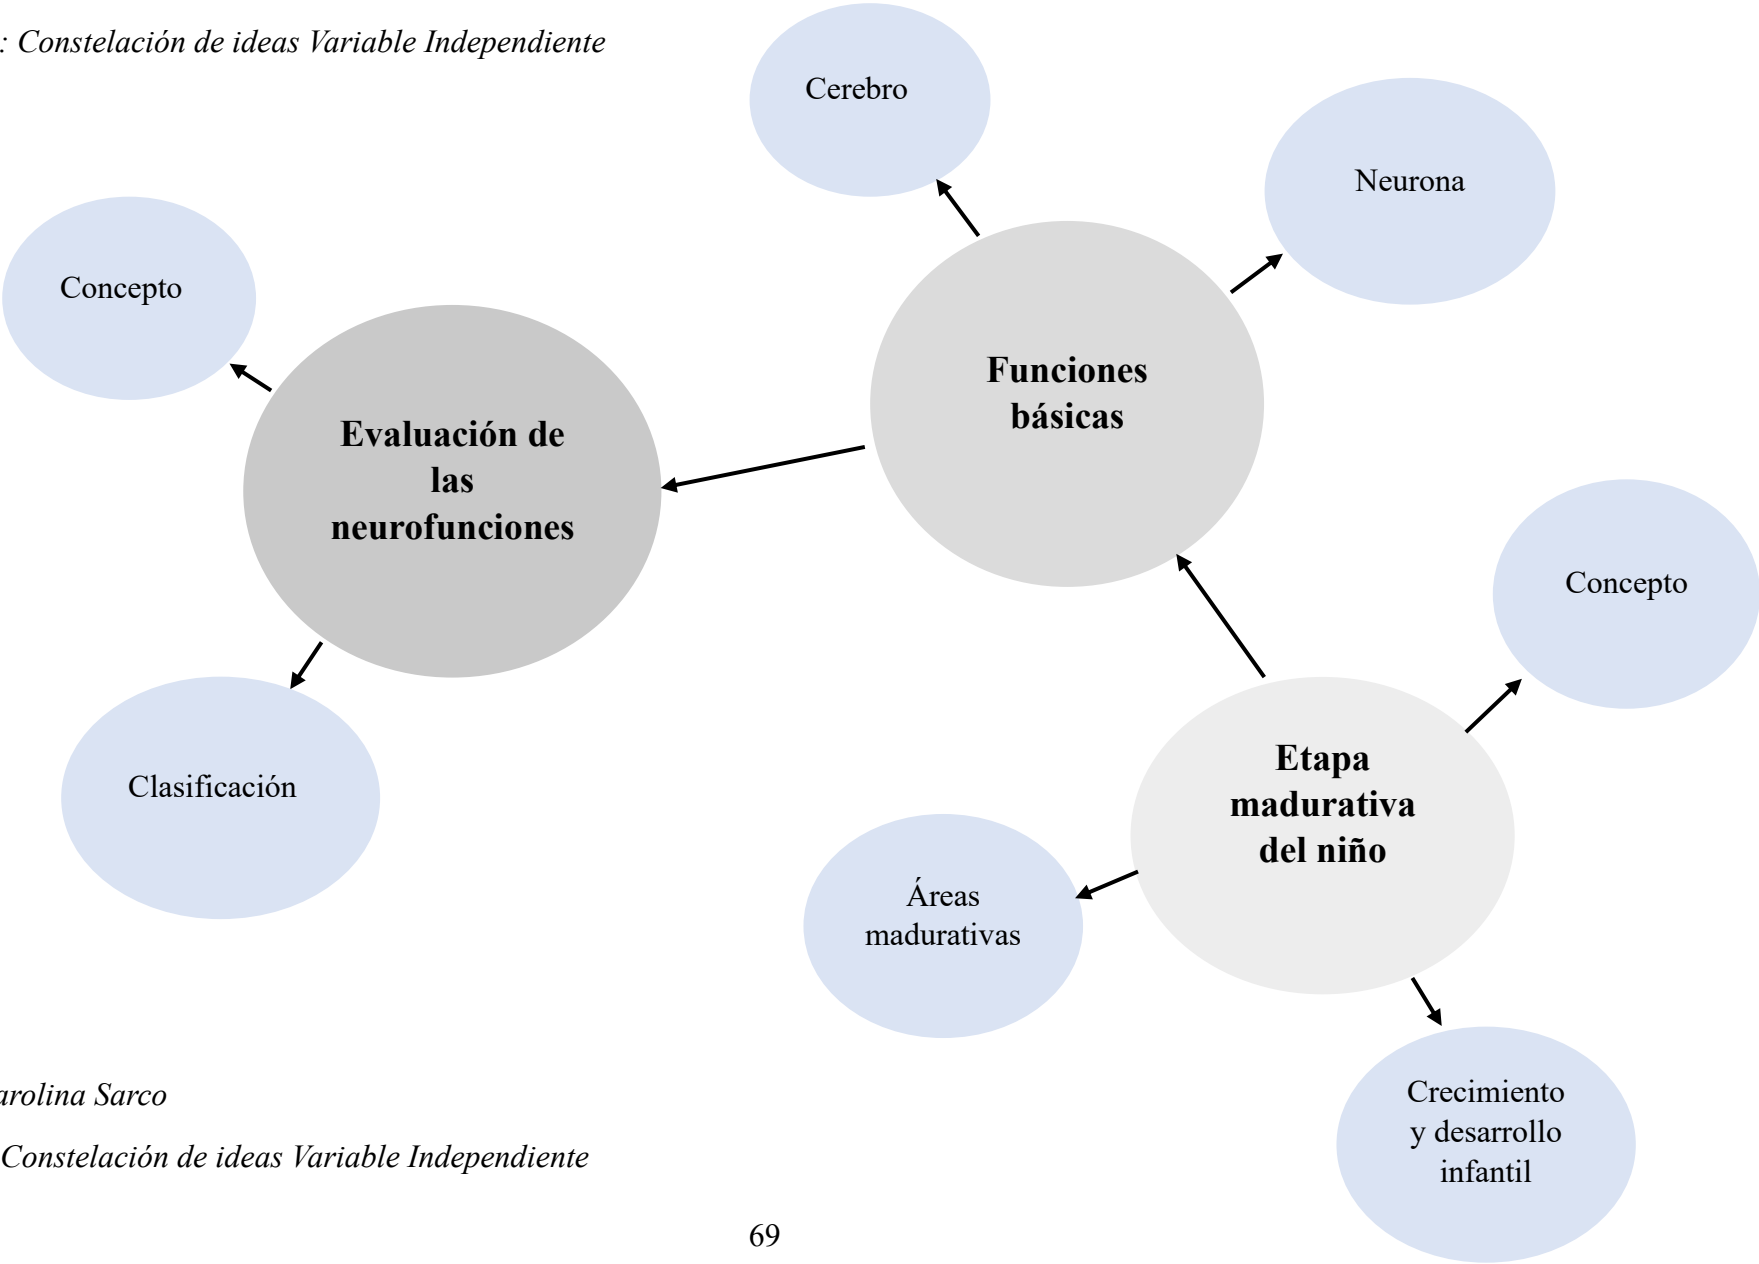 : Constelación de ideas Variable Independiente
Cerebro
Neurona
Concepto
Funciones
básicas
Evaluación de
las
neurofunciones
Concepto
Clasificación
Etapa
madurativa
del niño
Áreas
madurativas
Crecimiento
y desarrollo
infantil
arolina Sarco
Constelación de ideas Variable Independiente
69